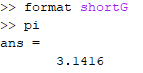 >> format shortG
>> pi
ans =
3.1416